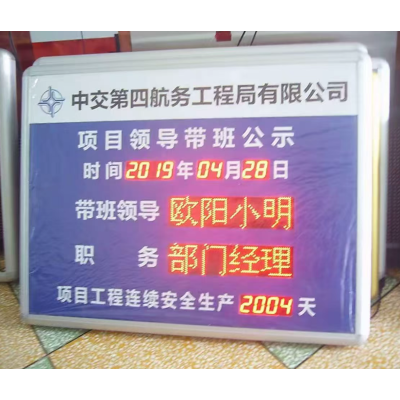 中交第四航务工程局有限公司
项目领导带班公示
时间2019年04月28日
带班领导 欧阳小明
职务 部门经理
项目工程连续安全生产2004天